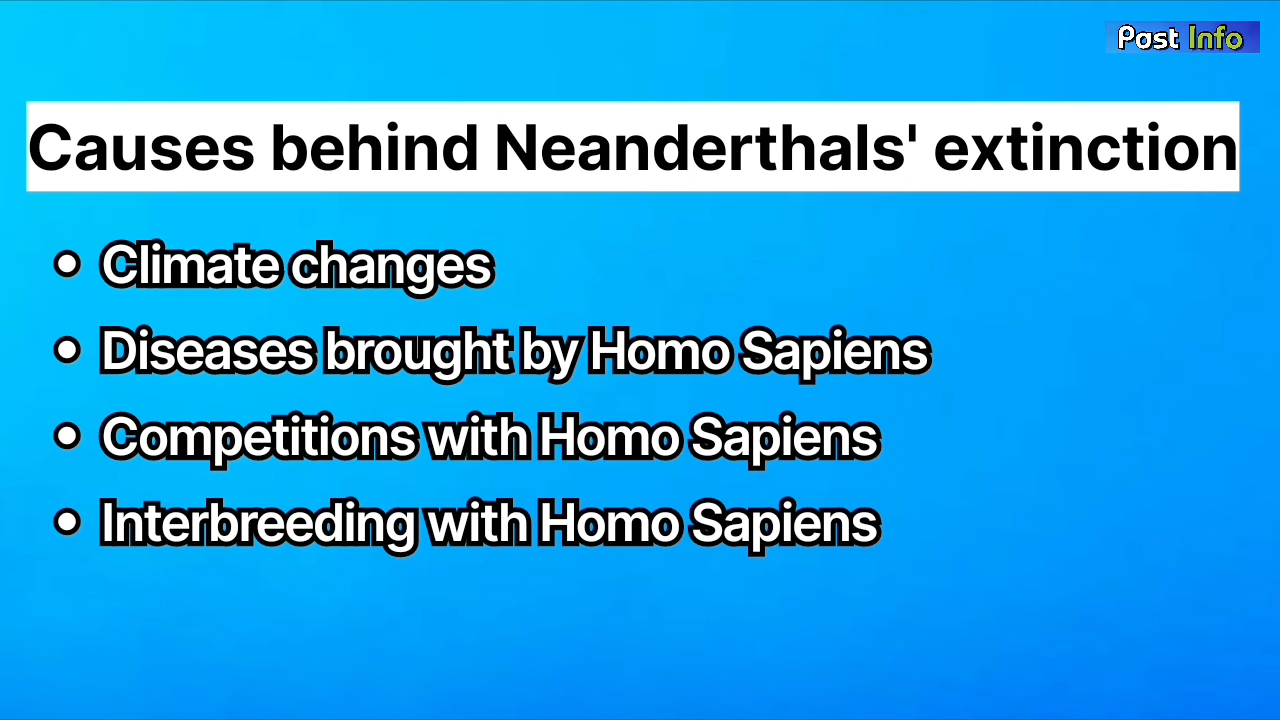 Past Info
Causes behind Neanderthals' extinction
• Climate changes
• Diseases brought by Homo Sapiens
• Competitions with Homo Sapiens
• Interbreeding with Homo Sapiens